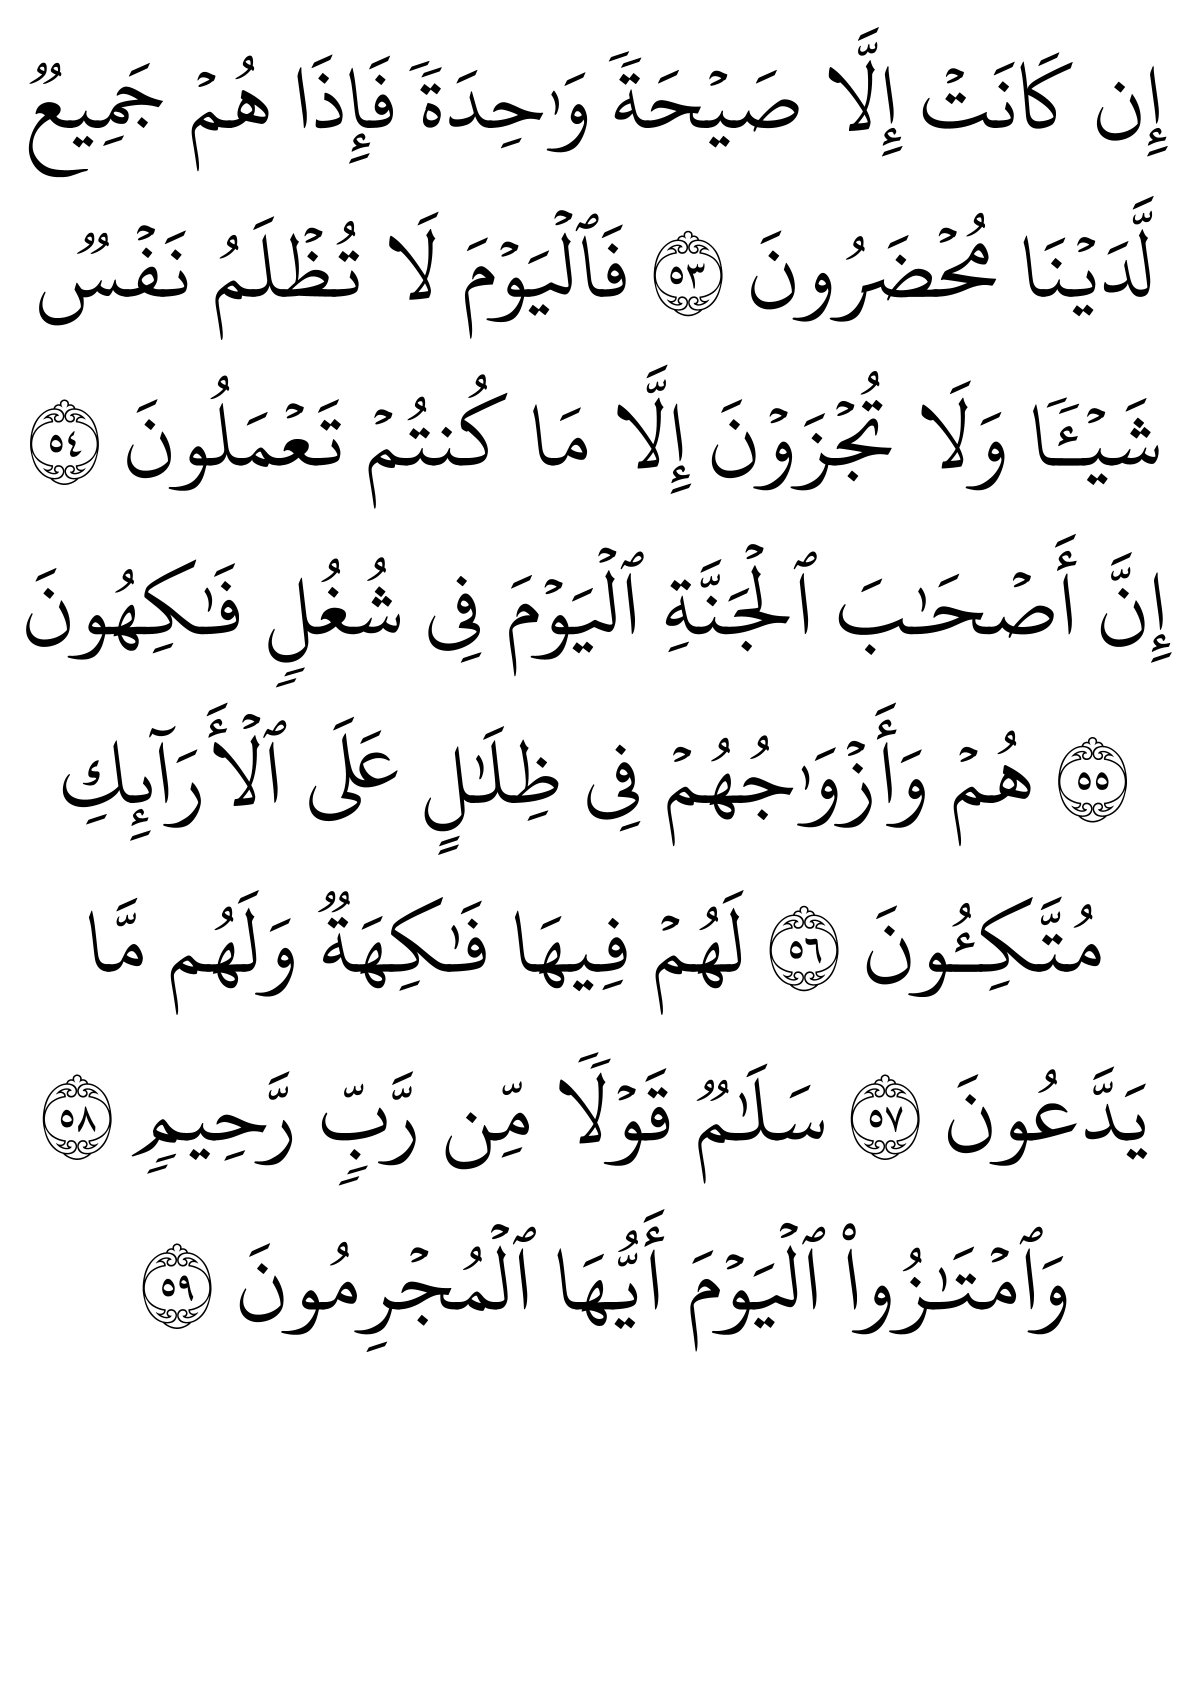 إِن كَانَتْ إِلَّا صَيْحَةً وَٰحِدَةً فَإِذَا هُمْ جَمِيعٌ
لَّدَيْنَا مُحْضَرُونَ ٥٣ فَٱلْيَوْمَ لَا تُظْلَمُ نَفْسٌ
شَيْـًٔا وَلَا تُجْزَوْنَ إِلَّا مَا كُنتُمْ تَعْمَلُونَ ٥٤
إِنَّ أَصْحَٰبَ ٱلْجَنَّةِ ٱلْيَوْمَ فِى شُغُلٍ فَٰكِهُونَ
٥٥ هُمْ وَأَزْوَٰجُهُمْ فِى ظِلَٰلٍ عَلَى ٱلْأَرَآئِكِ
مُتَّكِـُٔونَ ٥٦ لَهُمْ فِيهَا فَٰكِهَةٌ وَلَهُم مَّا
يَدَّعُونَ ٥٧ سَلَٰمٌ قَوْلًا مِّن رَّبٍّ رَّحِيمٍ ٥٨
وَٱمْتَٰزُوا۟ ٱلْيَوْمَ أَيُّهَا ٱلْمُجْرِمُونَ ٥٩